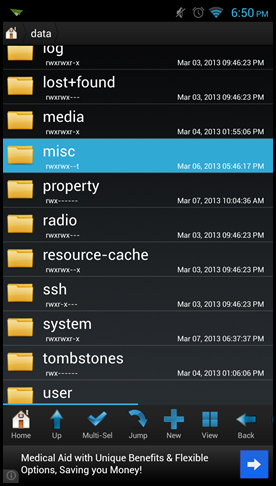 6:50 PM
data
log
rwxrwxr-x Mar 03, 2013 09:46:23 PM
lost+found
rwxrwx--- Mar 03, 2013 09:46:23 PM
media
rwxrwxr-x Mar 04, 2013 01:55:06 PM
misc
rwxrwx--t Mar 06, 2013 05:46:17 PM
property
rwx------ Mar 07, 2013 10:04:36 AM
radio
rwxrwx--- Mar 03, 2013 09:46:23 PM
resource-cache
rwxrwx--x Mar 03, 2013 09:46:23 PM
ssh
rwxr-x--- Mar 03, 2013 09:46:23 PM
system
rwxrwxr-x Mar 07, 2013 06:37:37 PM
tombstones
rwxrwx--- Mar 04, 2013 01:06:06 PM
user
Home Up Multi-Sel Jump New View Back
Medical Aid with Unique Benefits & Flexible
Options, Saving you Money!